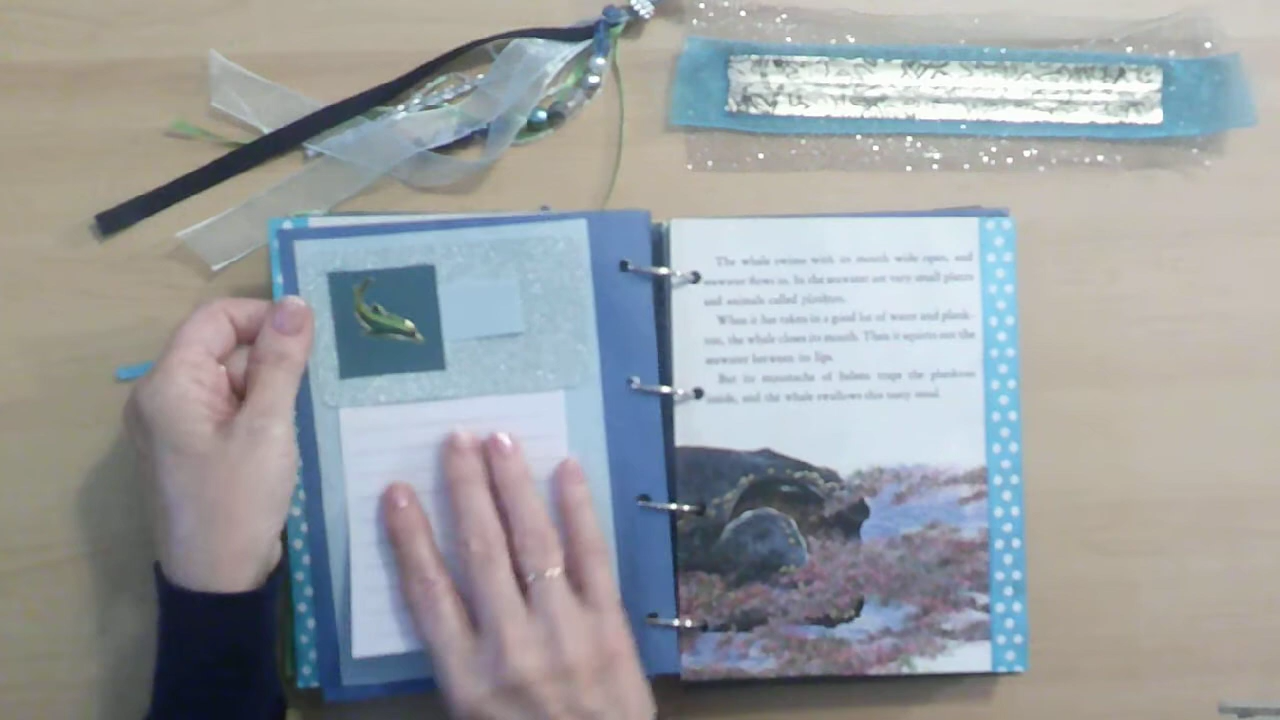 The whale swims with its mouth wide open, and
seawater flows in. In the seawater are very small plants
and animals called plankton.
When it has taken in a good lot of water and plank-
ton, the whale closes its mouth. Then it squirts out the
seawater between its lips.
But its moustache of baleen traps the plankton
inside, and the whale swallows this tasty meal.